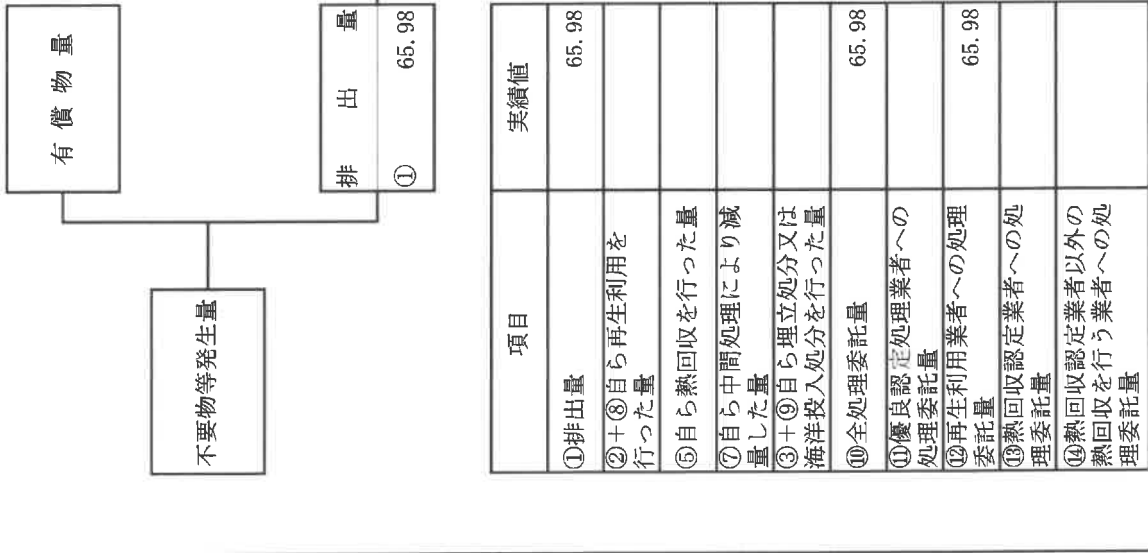 有償物量
不要物等発生量
排出量
① 65.98
項目 実績値
①排出量 65.98
②+⑧自ら再生利用を
行った量
⑤自ら熱回収を行った量
⑦自ら中間処理により減
量した量
③+⑨自ら埋立処分又は
海洋投入処分を行った量
⑩全処理委託量 65.98
⑪優良認定処理業者への
処理委託量
⑫再生利用業者への処理 65.98
委託量
⑬熱回収認定業者への処
理委託量
⑭熱回収認定業者以外の
熱回収を行う業者への処
理委託量